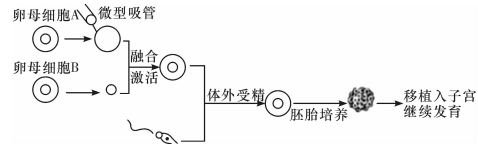 卵母细胞A
微型吸管
卵母细胞B
融合
激活
体外受精
胚胎培养
移植入子宫
继续发育